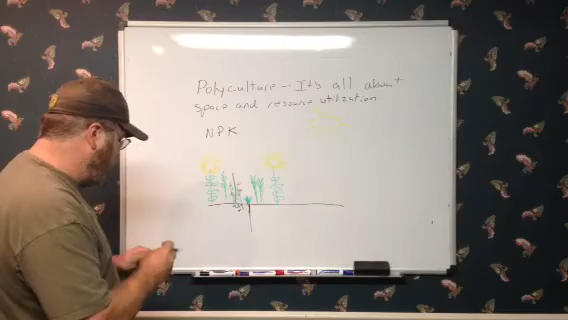 Polyculture - It's all about
space and resource utilization
NPK